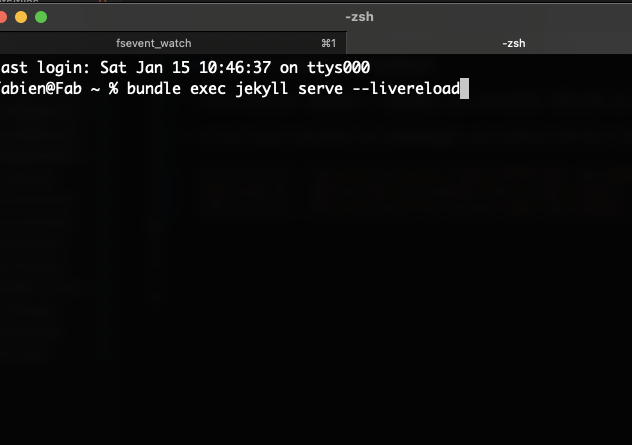 -zsh
fsevent_watch ⌘1 -zsh
ast login: Sat Jan 15 10:46:37 on ttys000
abien@Fab ~ % bundle exec jekyll serve --livereload